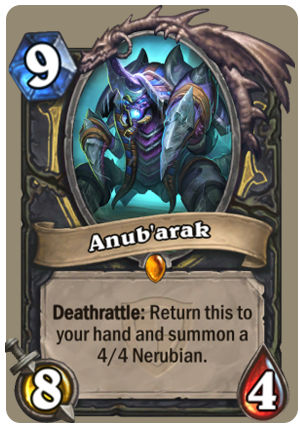 9
Anub'arak
Deathrattle: Return this to
your hand and summon a
4/4 Nerubian.
8
4